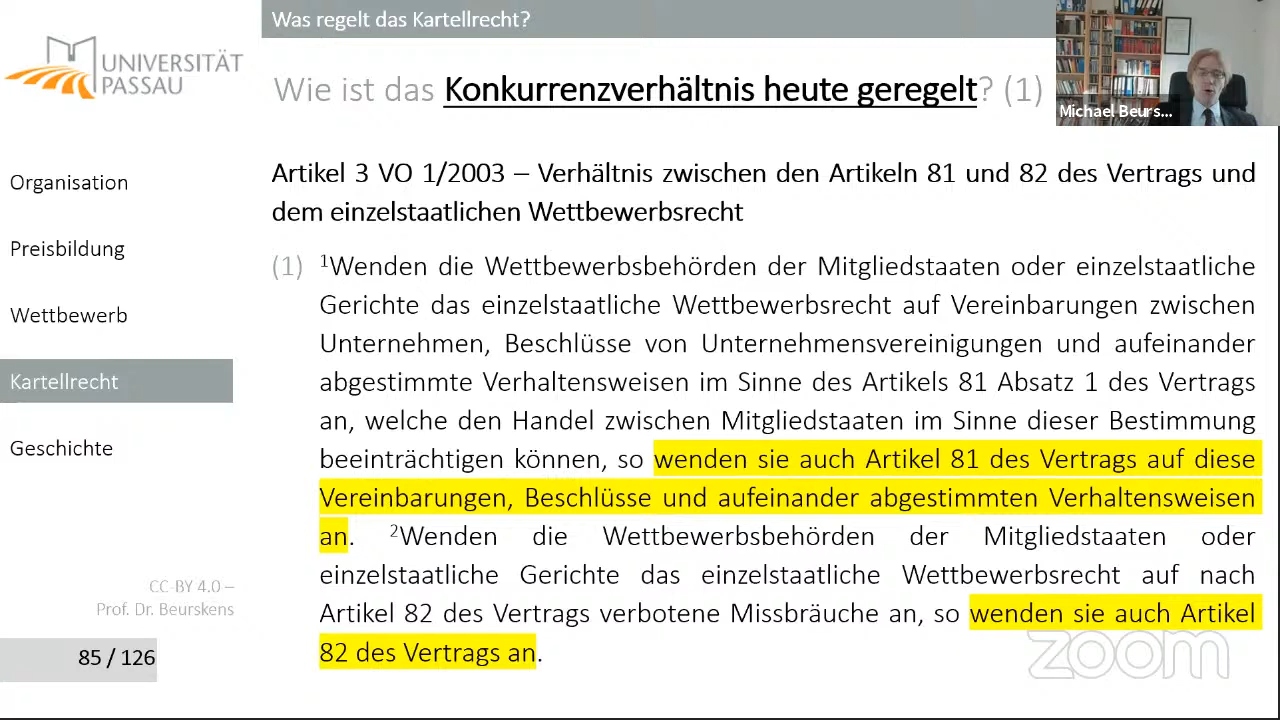 Was regelt das Kartellrecht?
UNIVERSITÄT
PASSAU
Wie ist das Konkurrenzverhältnis heute geregelt? (1)
Michael Beurs...
Organisation
Preisbildung
Wettbewerb
Kartellrecht
Geschichte
Artikel 3 VO 1/2003 – Verhältnis zwischen den Artikeln 81 und 82 des Vertrags und
dem einzelstaatlichen Wettbewerbsrecht
(1) ¹Wenden die Wettbewerbsbehörden der Mitgliedstaaten oder einzelstaatliche
Gerichte das einzelstaatliche Wettbewerbsrecht auf Vereinbarungen zwischen
Unternehmen, Beschlüsse von Unternehmensvereinigungen und aufeinander
abgestimmte Verhaltensweisen im Sinne des Artikels 81 Absatz 1 des Vertrags
an, welche den Handel zwischen Mitgliedstaaten im Sinne dieser Bestimmung
beeinträchtigen können, so wenden sie auch Artikel 81 des Vertrags auf diese
Vereinbarungen, Beschlüsse und aufeinander abgestimmten Verhaltensweisen
an. ²Wenden die Wettbewerbsbehörden der Mitgliedstaaten oder
einzelstaatliche Gerichte das einzelstaatliche Wettbewerbsrecht auf nach
Artikel 82 des Vertrags verbotene Missbräuche an, so wenden sie auch Artikel
82 des Vertrags an.
CC-BY 4.0 –
Prof. Dr. Beurskens
85 / 126
zoom